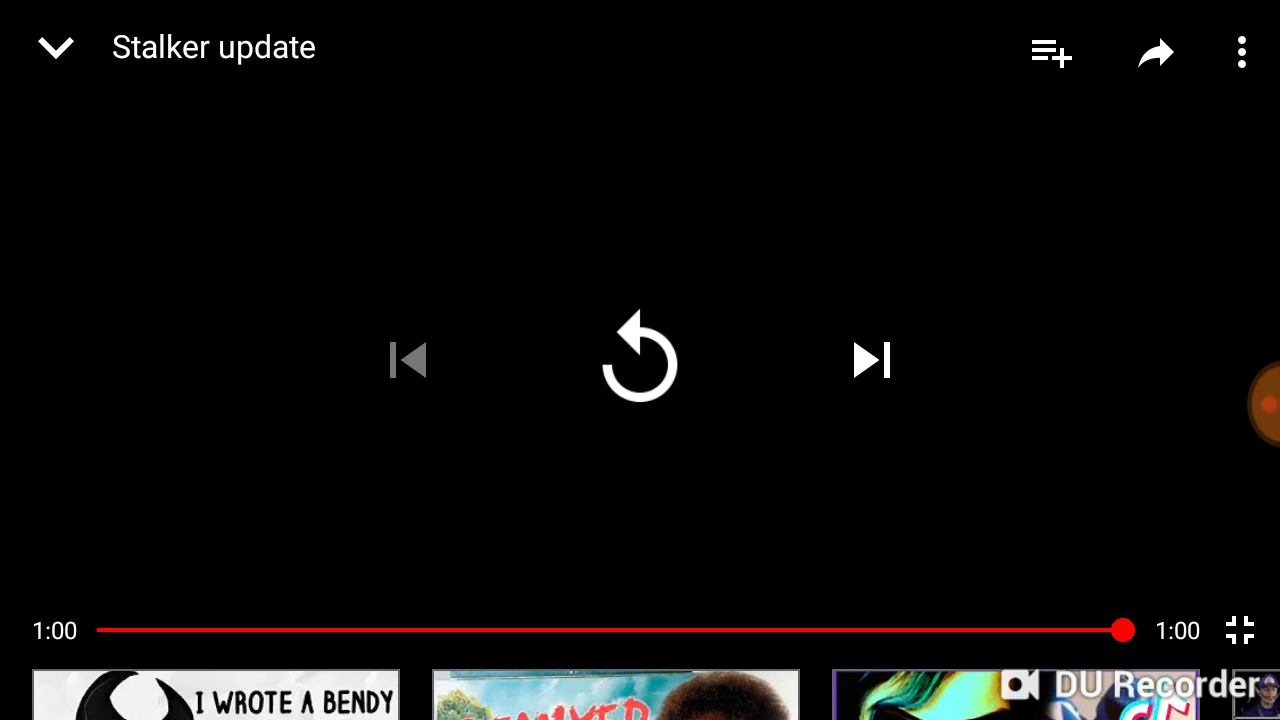 Stalker update
1:00
1:00
I WROTE A BENDY
DU Recorder